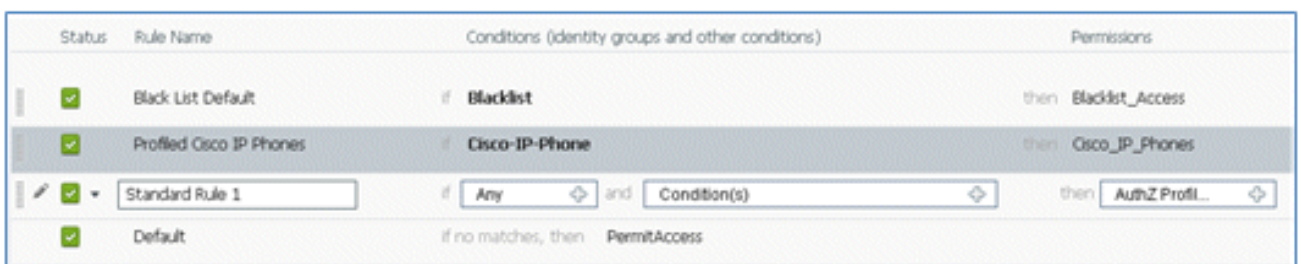 Status Rule Name Conditions (identity groups and other conditions) Permissions
Black List Default if Blacklist then Blacklist_Access
Profiled Cisco IP Phones if Cisco-IP-Phone then Cisco_IP_Phones
Standard Rule 1 if Any and Condition(s) then AuthZ Profil...
Default if no matches, then PermitAccess